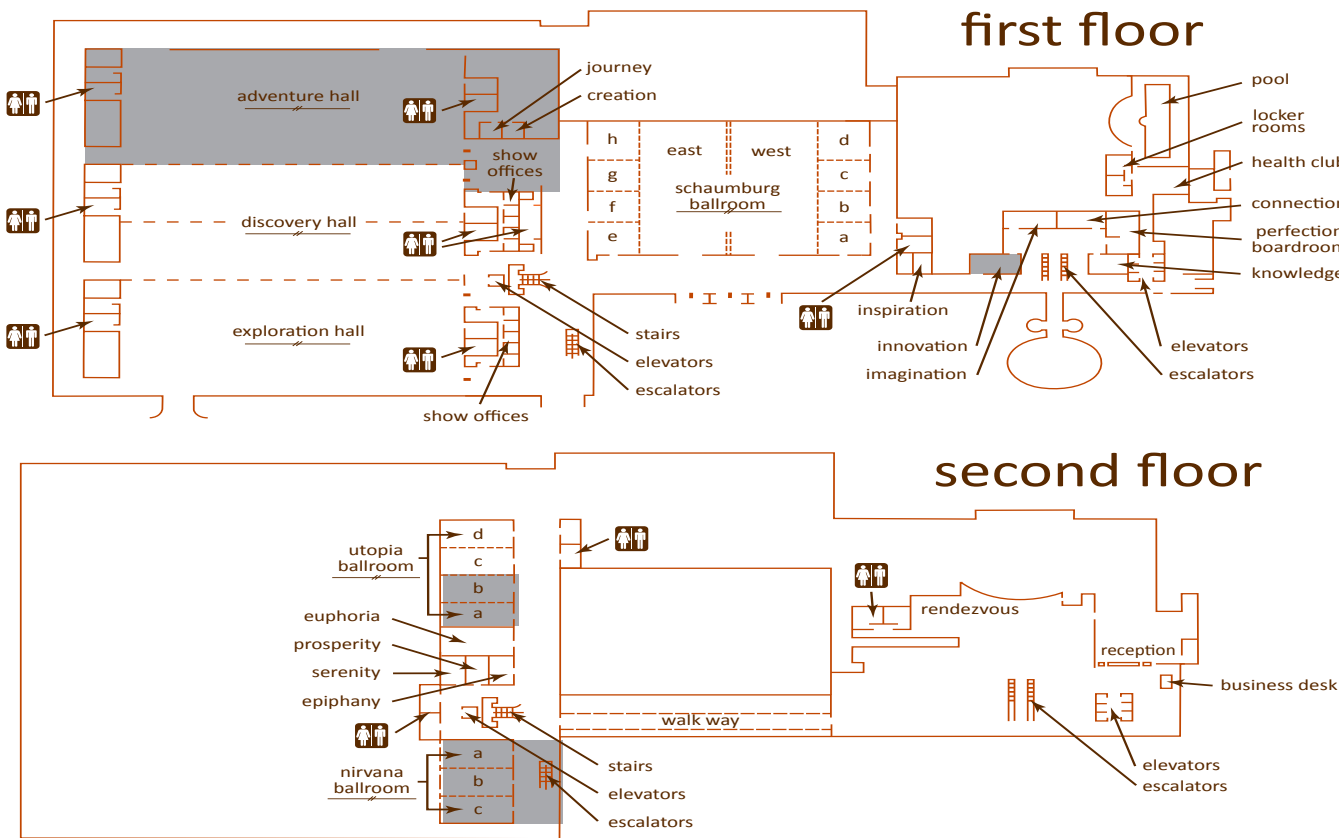 first floor
journey
creation
adventure hall
show
offices
discovery hall
exploration hall
show offices
stairs
elevators
escalators
h
g
f
e
east
west
schaumburg
ballroom
d
c
b
a
inspiration
innovation
imagination
pool
locker
rooms
health club
connection
perfection
boardroom
knowledge
elevators
escalators
second floor
utopia
ballroom
d
c
b
a
euphoria
prosperity
serenity
epiphany
nirvana
ballroom
a
b
c
stairs
elevators
escalators
walk way
rendezvous
reception
business desk
elevators
escalators